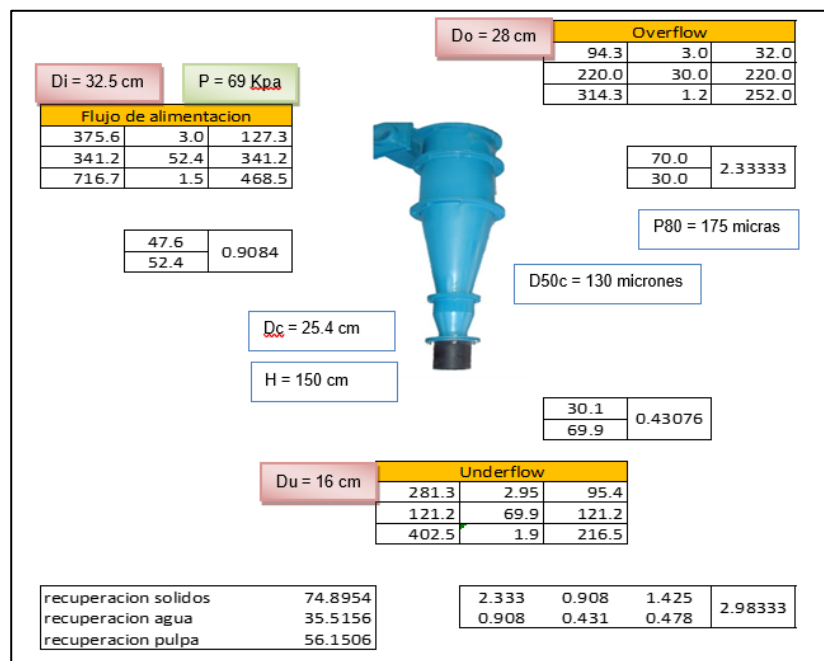 Do = 28 cm
Overflow
94.3 3.0 32.0
220.0 30.0 220.0
314.3 1.2 252.0
Di = 32.5 cm
P = 69 Kpa
Flujo de alimentacion
375.6 3.0 127.3
341.2 52.4 341.2
716.7 1.5 468.5
70.0
30.0
2.33333
P80 = 175 micras
47.6
52.4
0.9084
D50c = 130 micrones
Dc = 25.4 cm
H = 150 cm
30.1
69.9
0.43076
Du = 16 cm
Underflow
281.3 2.95 95.4
121.2 69.9 121.2
402.5 1.9 216.5
recuperacion solidos 74.8954
recuperacion agua 35.5156
recuperacion pulpa 56.1506
2.333 0.908 1.425
0.908 0.431 0.478
2.98333